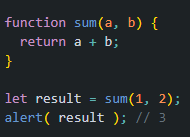 function sum(a, b) {
  return a + b;
}

let result = sum(1, 2);
alert( result ); // 3